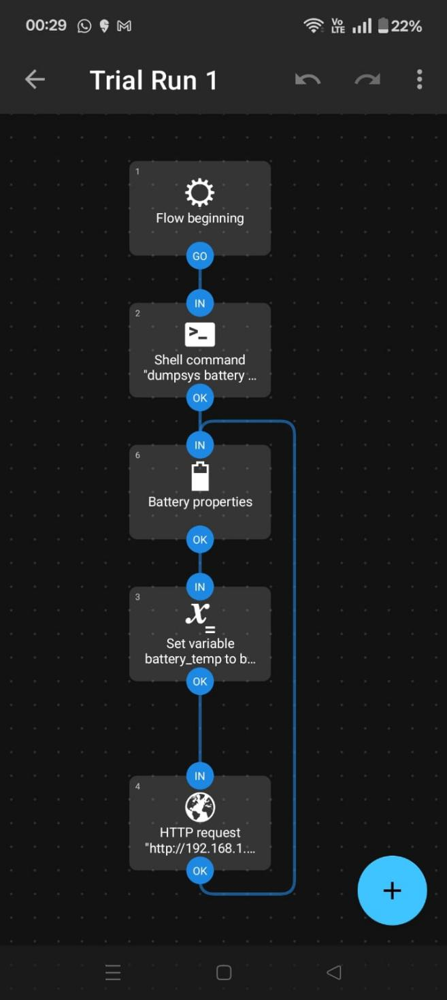 00:29
Vo
LTE
22%
Trial Run 1
1
Flow beginning
GO
IN
2
>_
Shell command
"dumpsys battery ...
OK
IN
6
Battery properties
OK
IN
3
x
=
Set variable
battery_temp to b...
OK
IN
4
HTTP request
"http://192.168.1....
OK
+